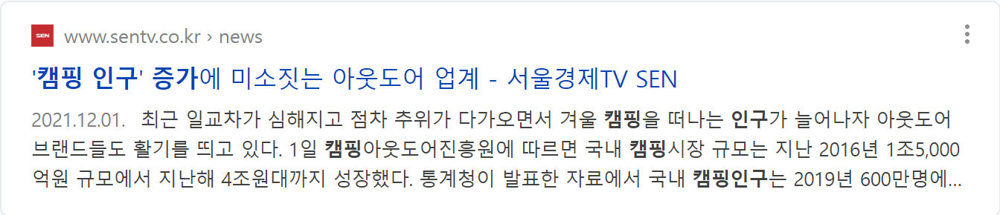 SEN www.sentv.co.kr › news
'캠핑 인구' 증가에 미소짓는 아웃도어 업계 - 서울경제TV SEN
2021.12.01. 최근 일교차가 심해지고 점차 추위가 다가오면서 겨울 캠핑을 떠나는 인구가 늘어나자 아웃도어
브랜드들도 활기를 띄고 있다. 1일 캠핑아웃도어진흥원에 따르면 국내 캠핑시장 규모는 지난 2016년 1조5,000
억원 규모에서 지난해 4조원대까지 성장했다. 통계청이 발표한 자료에서 국내 캠핑인구는 2019년 600만명에...